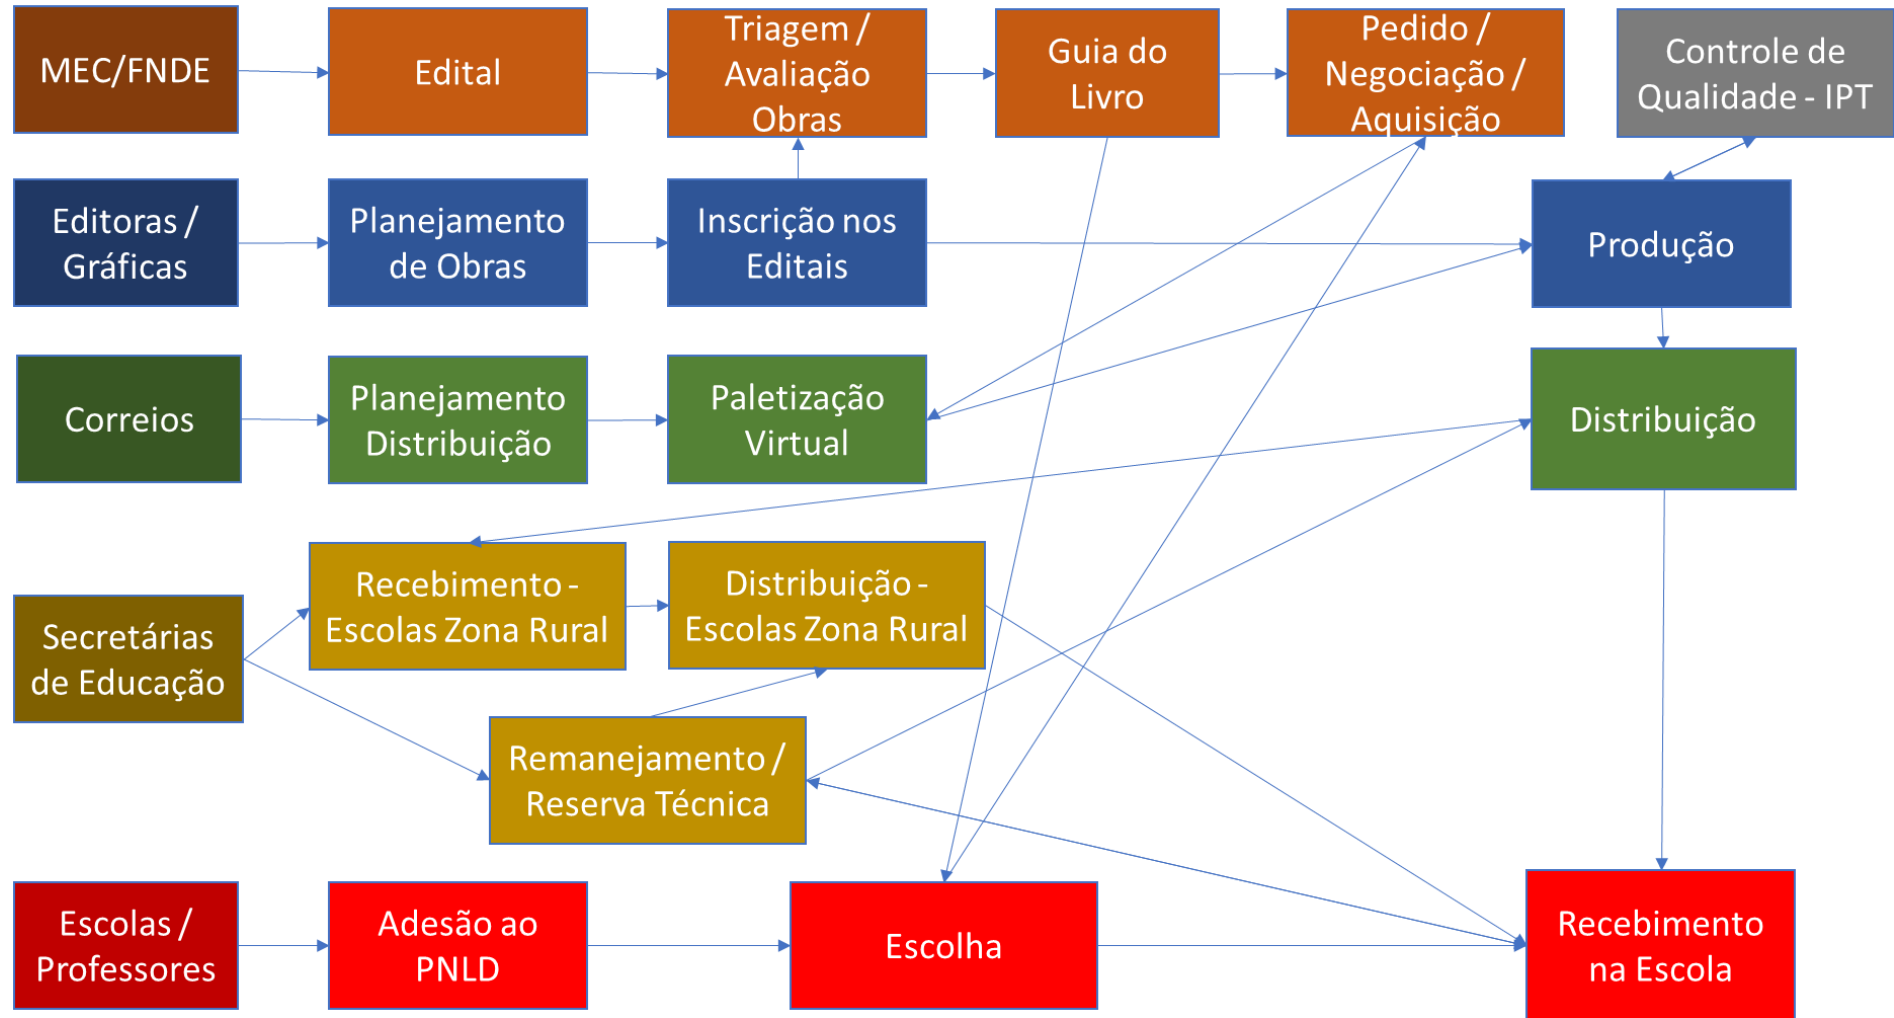 MEC/FNDE
Edital
Triagem /
Avaliação
Obras
Guia do
Livro
Pedido /
Negociação /
Aquisição
Controle de
Qualidade - IPT
Editoras /
Gráficas
Planejamento
de Obras
Inscrição nos
Editais
Produção
Correios
Planejamento
Distribuição
Paletização
Virtual
Distribuição
Secretárias
de Educação
Recebimento -
Escolas Zona Rural
Distribuição -
Escolas Zona Rural
Remanejamento /
Reserva Técnica
Escolas /
Professores
Adesão ao
PNLD
Escolha
Recebimento
na Escola